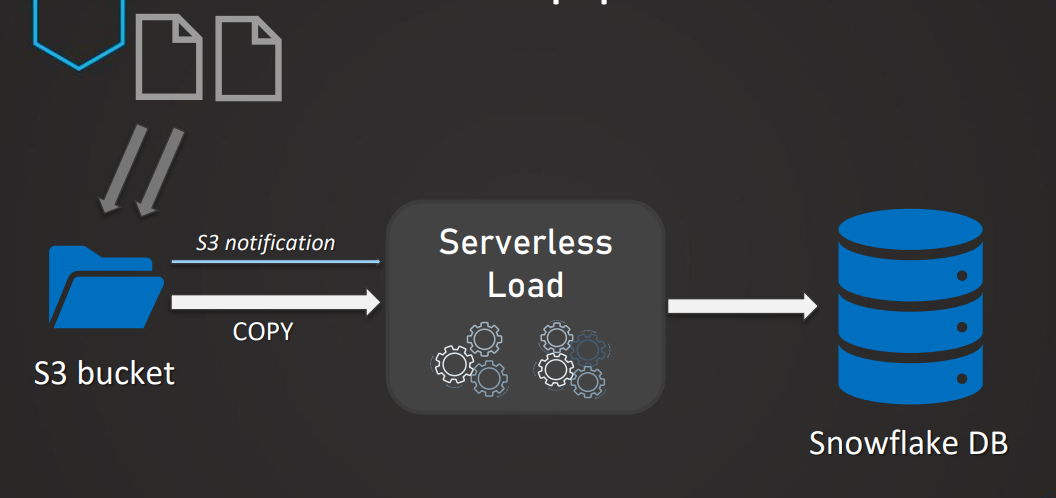 S3 notification
COPY
S3 bucket
Serverless
Load
Snowflake DB